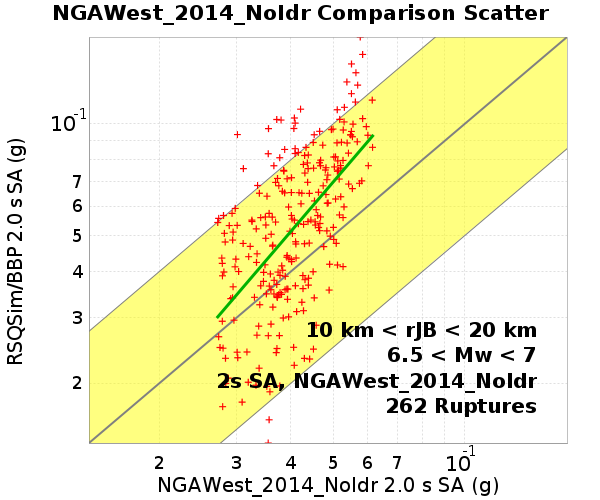 NGAWest_2014_NoIdr Comparison Scatter
RSQSim/BBP 2.0 s SA (g)
10-1
7
6
5
4
3
2
10 km < rJB < 20 km
6.5 < Mw < 7
2s SA, NGAWest_2014_NoIdr
262 Ruptures
2 3 4 5 6 7 10-1
NGAWest_2014_NoIdr 2.0 s SA (g)